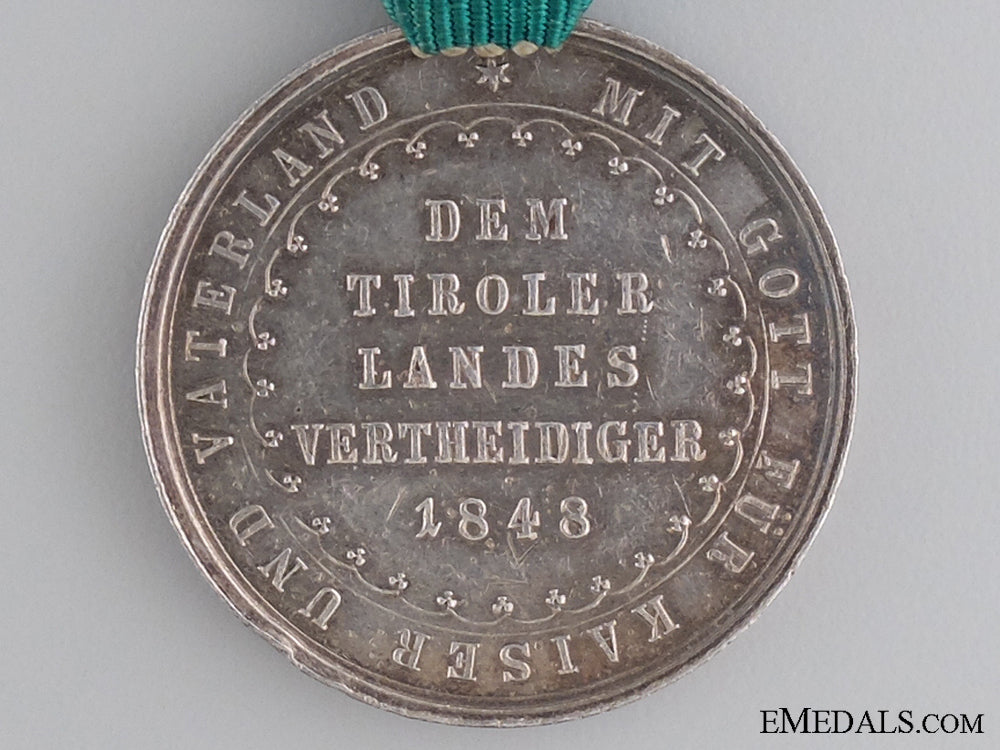 MIT GOTT FÜR KAISER UND VATERLAND
DEM
TIROLER
LANDES
VERTHEIDIGER
1848
EMEDALS.COM